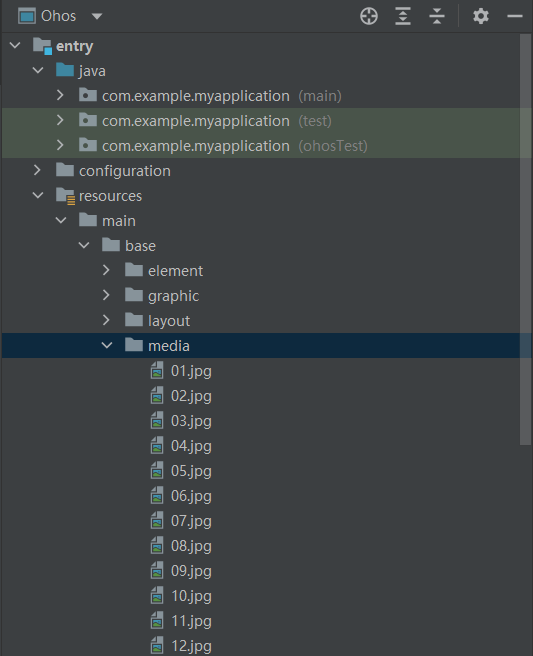 Ohos
entry
java
com.example.myapplication (main)
com.example.myapplication (test)
com.example.myapplication (ohosTest)
configuration
resources
main
base
element
graphic
layout
media
01.jpg
02.jpg
03.jpg
04.jpg
05.jpg
06.jpg
07.jpg
08.jpg
09.jpg
10.jpg
11.jpg
12.jpg